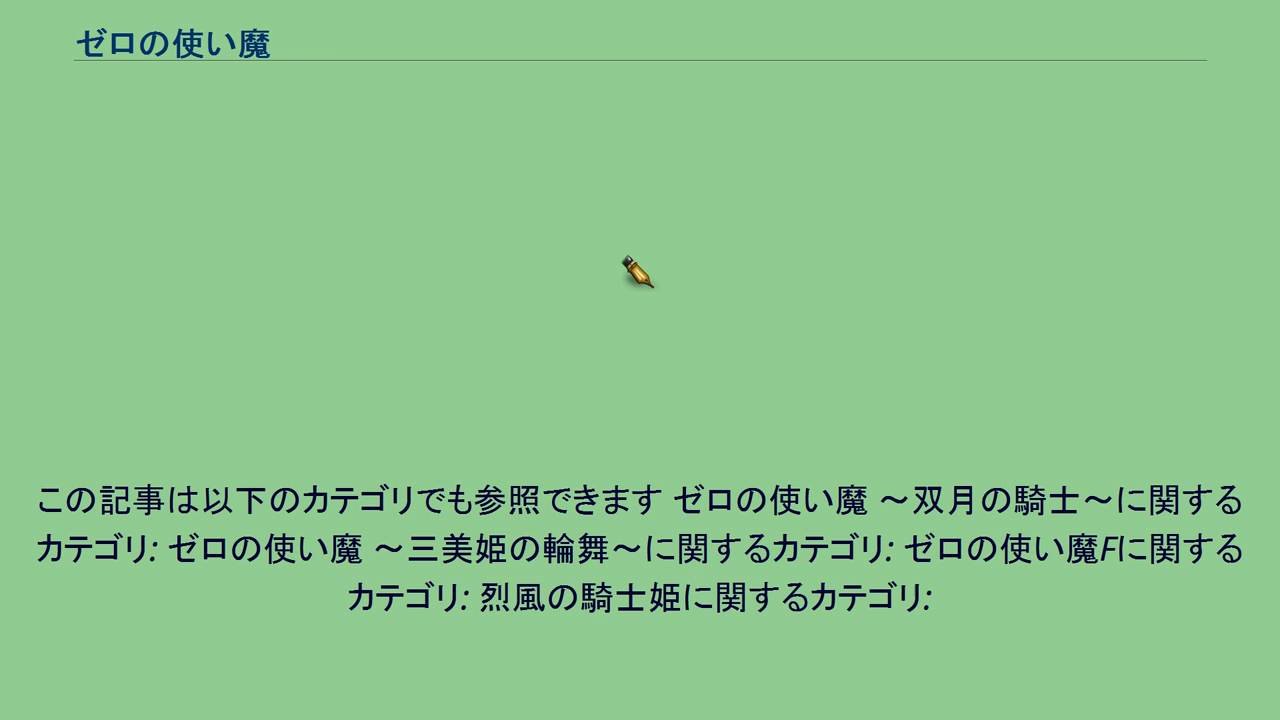 ゼロの使い魔
この記事は以下のカテゴリでも参照できます ゼロの使い魔 〜双月の騎士〜に関する
カテゴリ: ゼロの使い魔 〜三美姫の輪舞〜に関するカテゴリ: ゼロの使い魔Fに関する
カテゴリ: 烈風の騎士姫に関するカテゴリ: